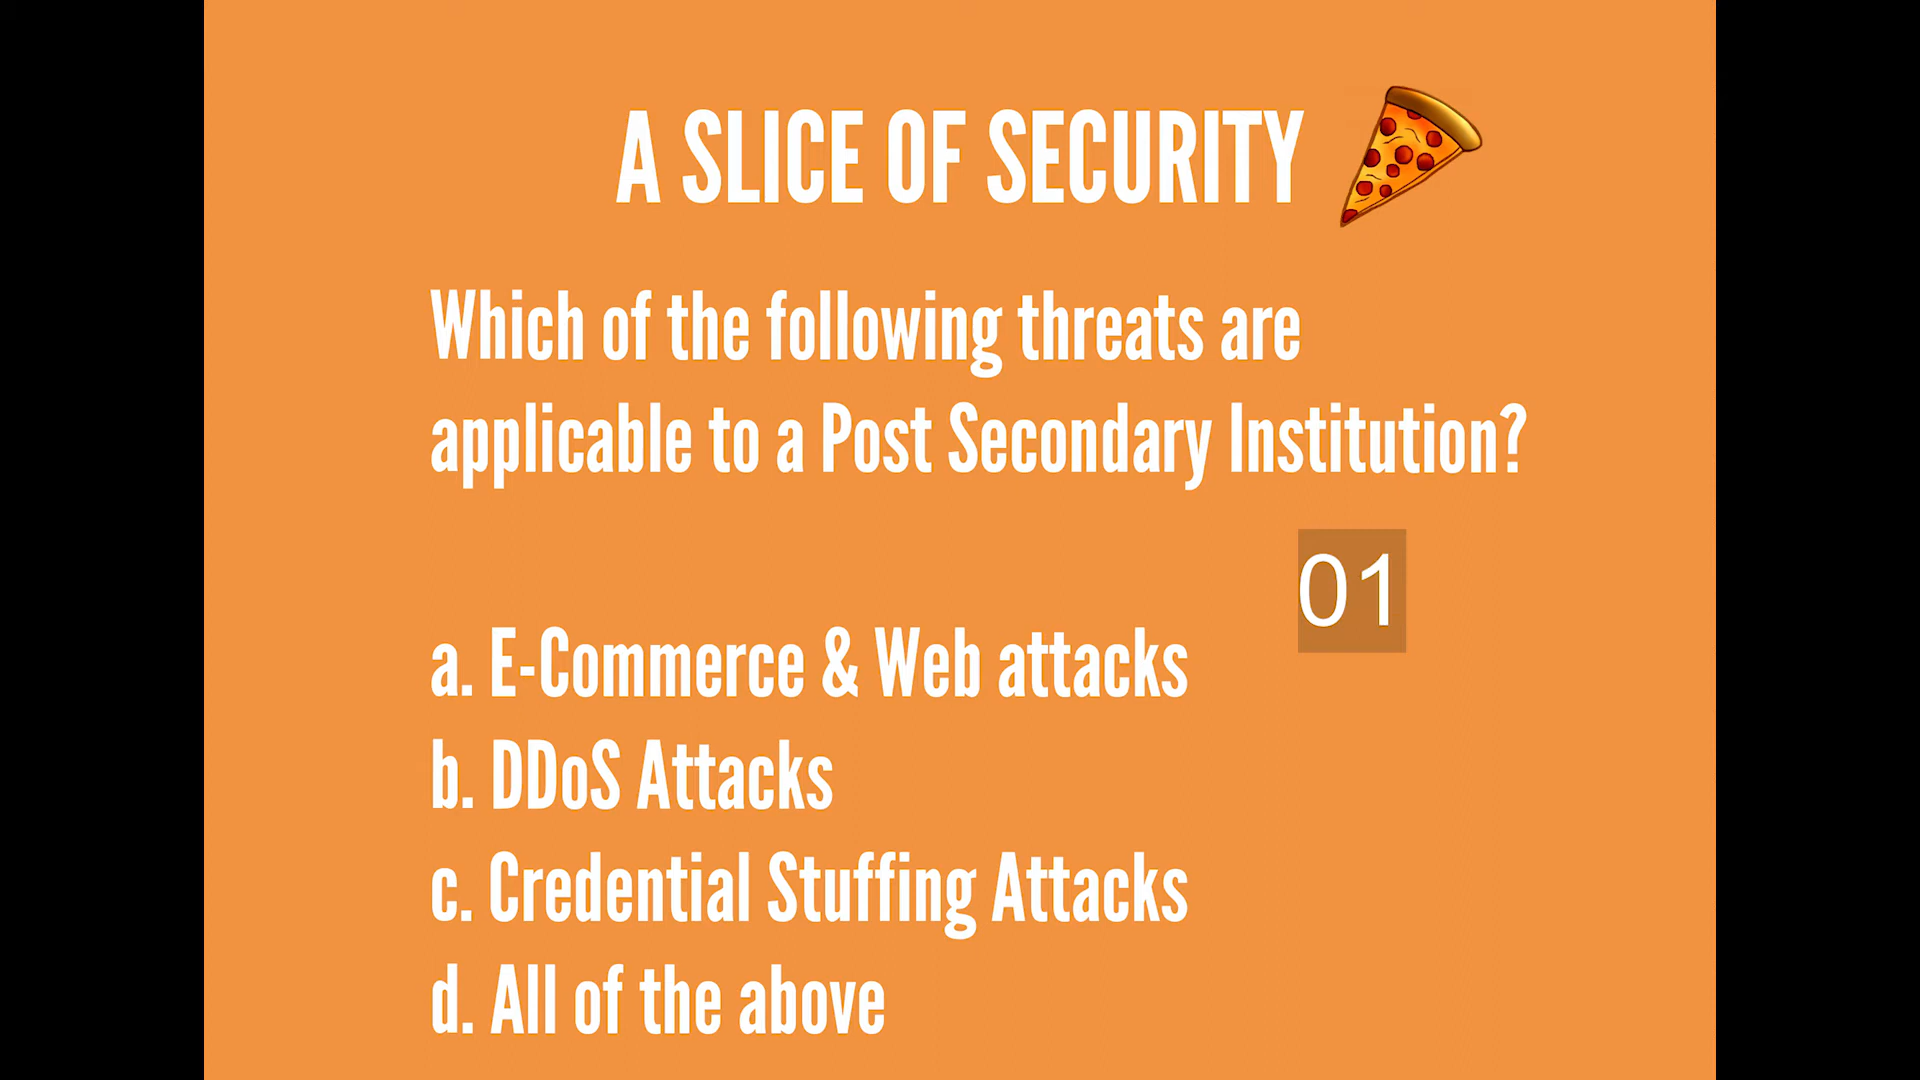 A SLICE OF SECURITY
Which of the following threats are
applicable to a Post Secondary Institution?
01
a. E-Commerce & Web attacks
b. DDoS Attacks
c. Credential Stuffing Attacks
d. All of the above